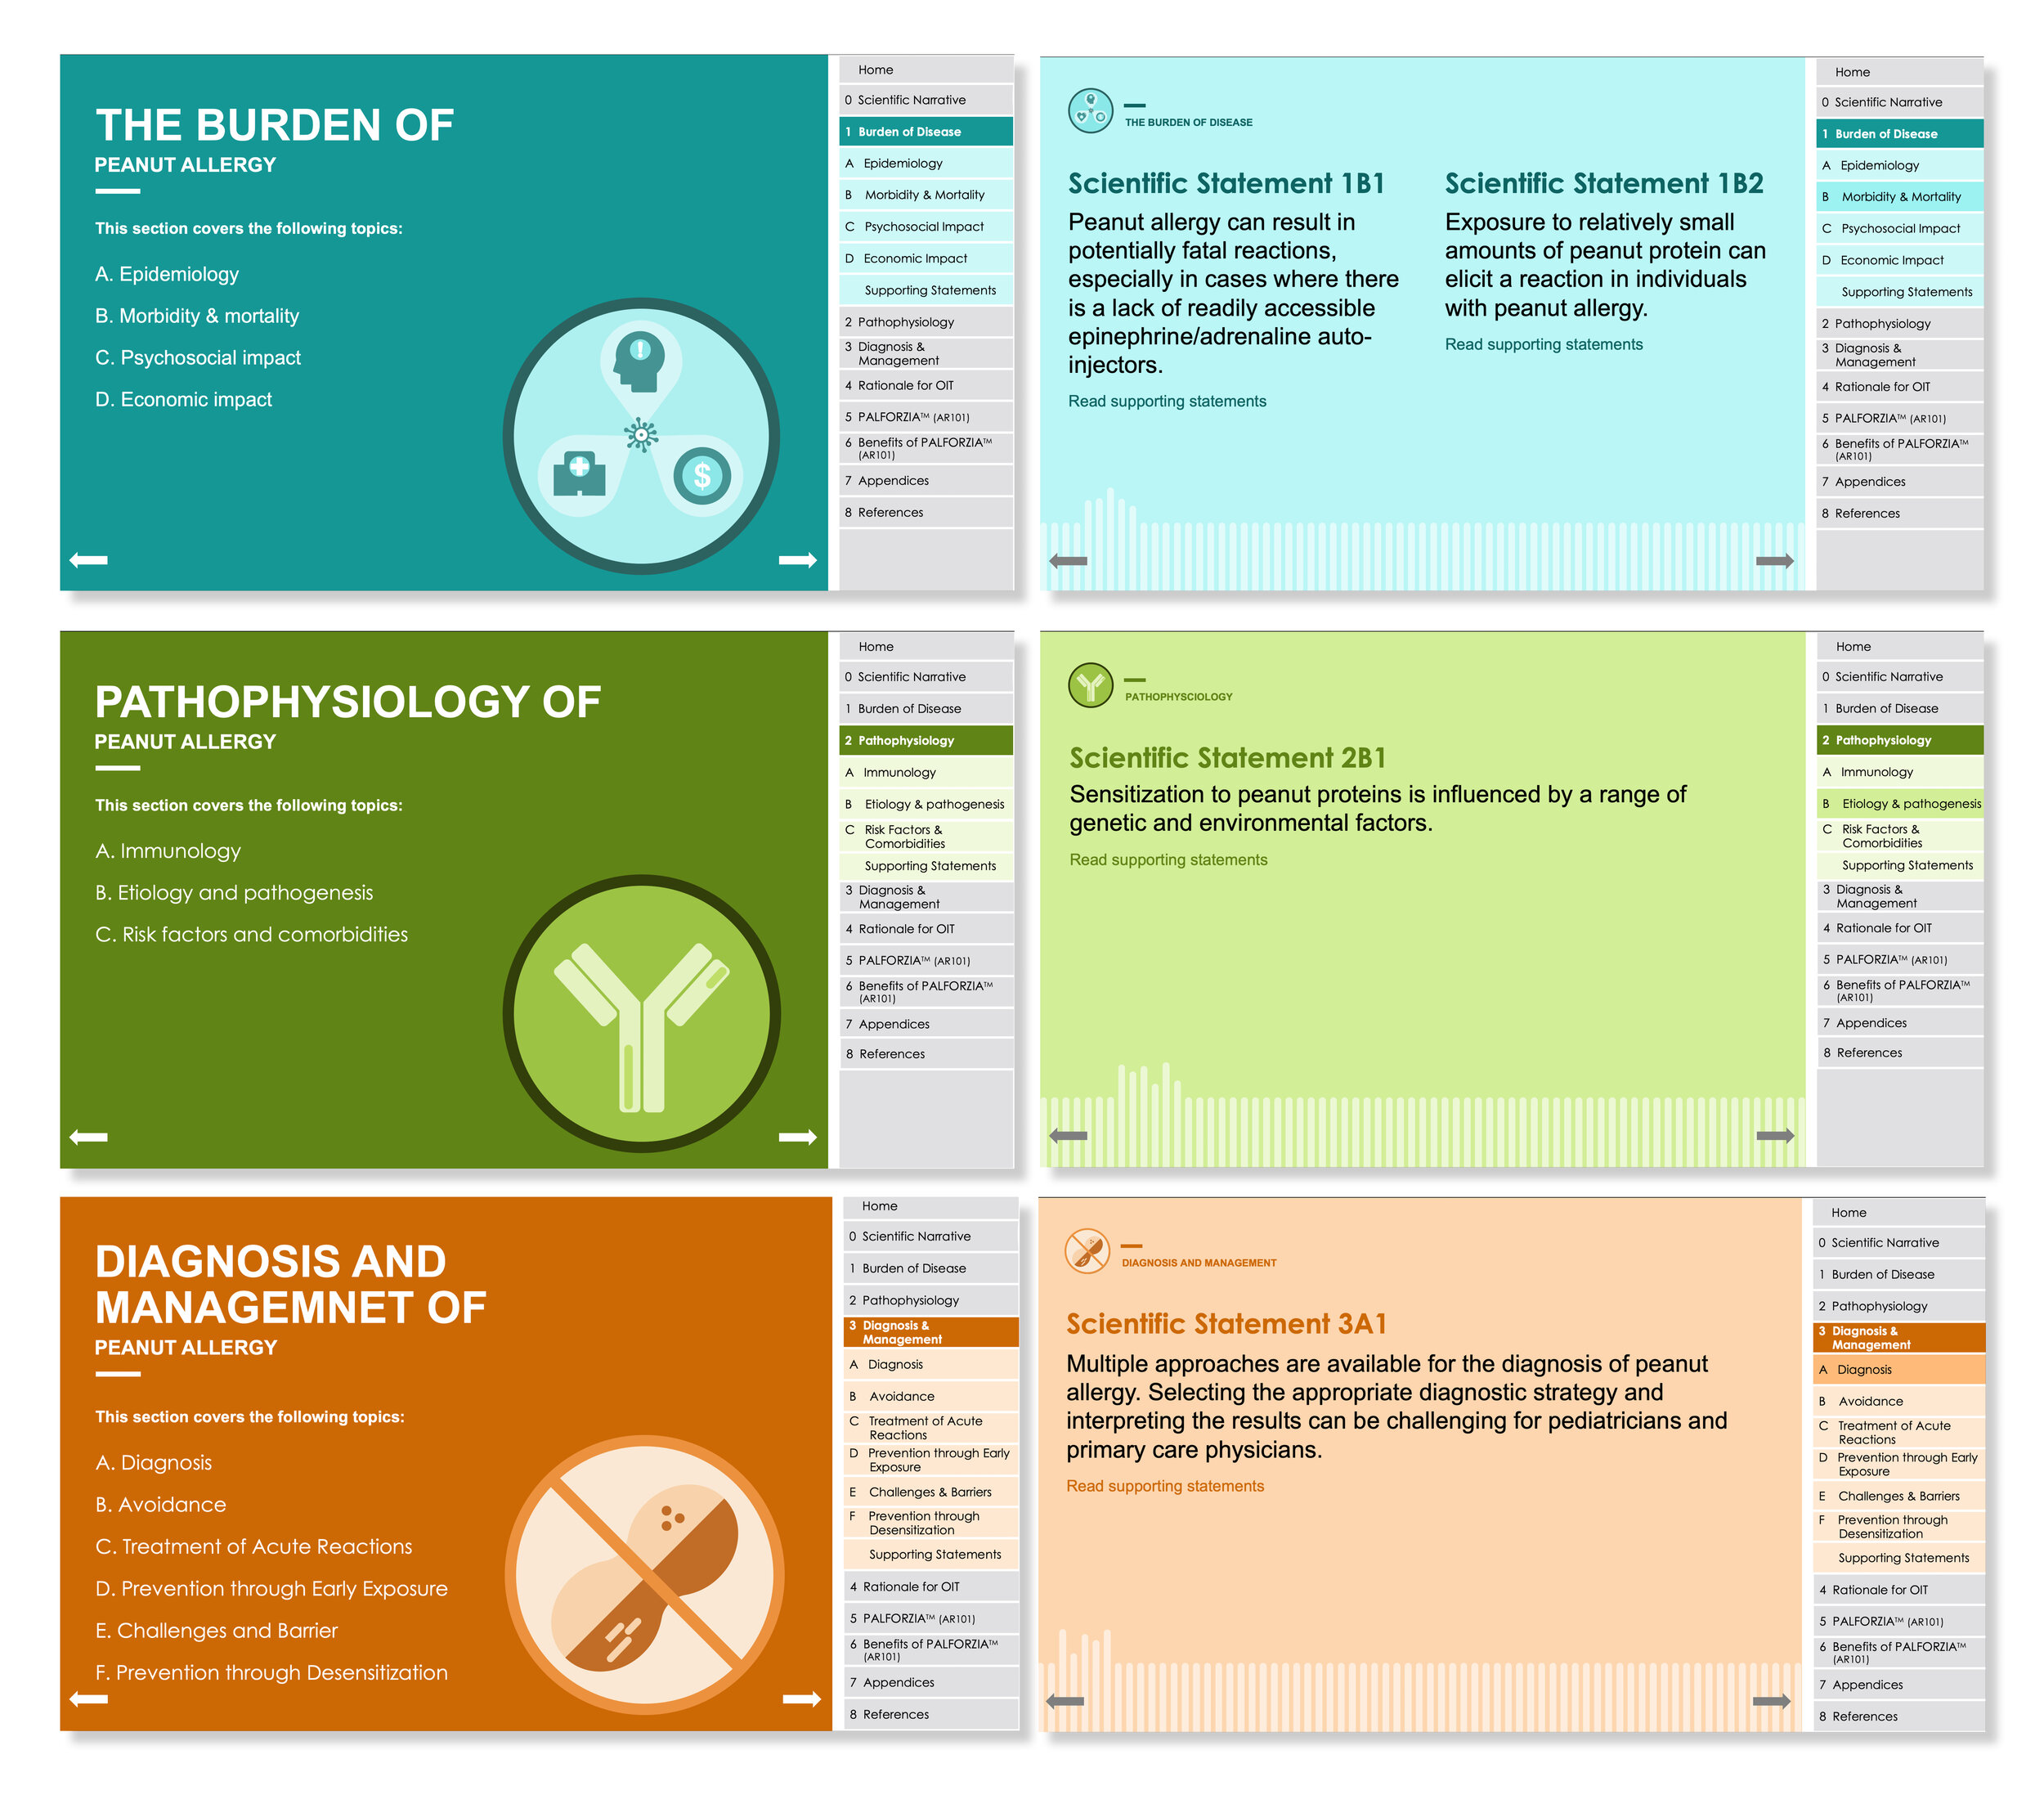 THE BURDEN OF
PEANUT ALLERGY
This section covers the following topics:
A. Epidemiology
B. Morbidity & mortality
C. Psychosocial impact
D. Economic impact
$
Home
0 Scientific Narrative
1 Burden of Disease
A Epidemiology
B Morbidity & Mortality
C Psychosocial Impact
D Economic Impact
Supporting Statements
2 Pathophysiology
3 Diagnosis &
Management
4 Rationale for OIT
5 PALFORZIA™ (AR101)
6 Benefits of PALFORZIA™
(AR101)
7 Appendices
8 References
THE BURDEN OF DISEASE
Scientific Statement 1B1
Peanut allergy can result in
potentially fatal reactions,
especially in cases where there
is a lack of readily accessible
epinephrine/adrenaline auto-
injectors.
Read supporting statements
Scientific Statement 1B2
Exposure to relatively small
amounts of peanut protein can
elicit a reaction in individuals
with peanut allergy.
Read supporting statements
Home
0 Scientific Narrative
1 Burden of Disease
A Epidemiology
B Morbidity & Mortality
C Psychosocial Impact
D Economic Impact
Supporting Statements
2 Pathophysiology
3 Diagnosis &
Management
4 Rationale for OIT
5 PALFORZIA™ (AR101)
6 Benefits of PALFORZIA™
(AR101)
7 Appendices
8 References
PATHOPHYSIOLOGY OF
PEANUT ALLERGY
This section covers the following topics:
A. Immunology
B. Etiology and pathogenesis
C. Risk factors and comorbidities
Home
0 Scientific Narrative
1 Burden of Disease
2 Pathophysiology
A Immunology
B Etiology & pathogenesis
C Risk Factors &
Comorbidities
Supporting Statements
3 Diagnosis &
Management
4 Rationale for OIT
5 PALFORZIA™ (AR101)
6 Benefits of PALFORZIA™
(AR101)
7 Appendices
8 References
PATHOPHYSCIOLOGY
Scientific Statement 2B1
Sensitization to peanut proteins is influenced by a range of
genetic and environmental factors.
Read supporting statements
Home
0 Scientific Narrative
1 Burden of Disease
2 Pathophysiology
A Immunology
B Etiology & pathogenesis
C Risk Factors &
Comorbidities
Supporting Statements
3 Diagnosis &
Management
4 Rationale for OIT
5 PALFORZIA™ (AR101)
6 Benefits of PALFORZIA™
(AR101)
7 Appendices
8 References
DIAGNOSIS AND
MANAGEMNET OF
PEANUT ALLERGY
This section covers the following topics:
A. Diagnosis
B. Avoidance
C. Treatment of Acute Reactions
D. Prevention through Early Exposure
E. Challenges and Barrier
F. Prevention through Desensitization
Home
0 Scientific Narrative
1 Burden of Disease
2 Pathophysiology
3 Diagnosis &
Management
A Diagnosis
B Avoidance
C Treatment of Acute
Reactions
D Prevention through Early
Exposure
E Challenges & Barriers
F Prevention through
Desensitization
Supporting Statements
4 Rationale for OIT
5 PALFORZIA™ (AR101)
6 Benefits of PALFORZIA™
(AR101)
7 Appendices
8 References
DIAGNOSIS AND MANAGEMENT
Scientific Statement 3A1
Multiple approaches are available for the diagnosis of peanut
allergy. Selecting the appropriate diagnostic strategy and
interpreting the results can be challenging for pediatricians and
primary care physicians.
Read supporting statements
Home
0 Scientific Narrative
1 Burden of Disease
2 Pathophysiology
3 Diagnosis &
Management
A Diagnosis
B Avoidance
C Treatment of Acute
Reactions
D Prevention through Early
Exposure
E Challenges & Barriers
F Prevention through
Desensitization
Supporting Statements
4 Rationale for OIT
5 PALFORZIA™ (AR101)
6 Benefits of PALFORZIA™
(AR101)
7 Appendices
8 References